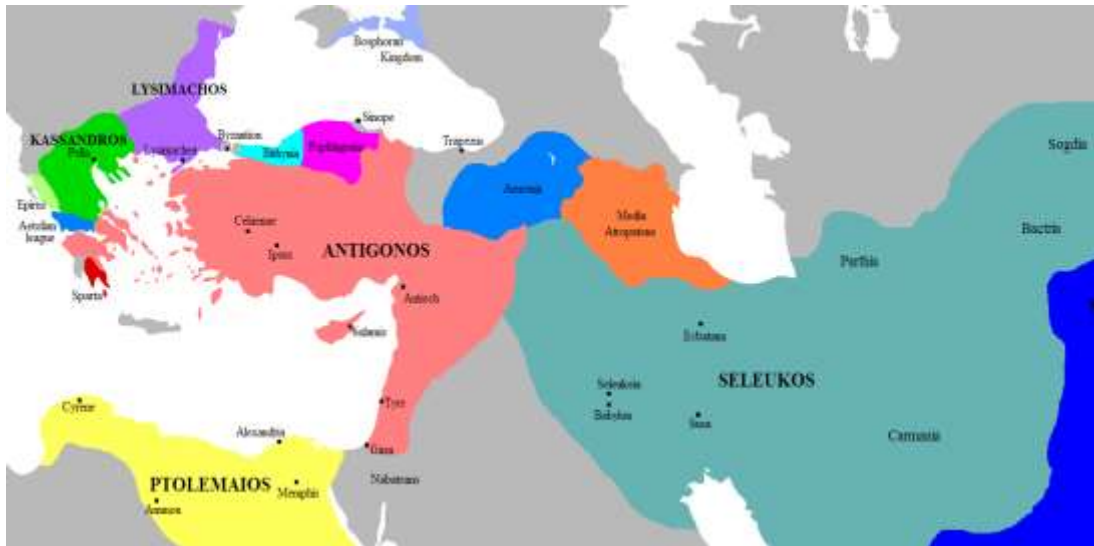 Bosphoran
Kingdom
LYSIMACHOS
Sinope
KASSANDROS
Byzantion
Trapezus
Sogdia
Pella
Lysimacheia
Bithynia
Paphlagonia
Armenia
Epiros
Aetolian
league
Celaenae
Media
Atropatene
Bactria
Ipsus
ANTIGONOS
Parthia
Sparta
Antioch
Salamis
Ecbatana
SELEUKOS
Seleukeia
Babylon
Susa
Cyrene
Tyre
Carmania
Alexandria
Gaza
PTOLEMAIOS
Memphis
Nabateans
Ammon